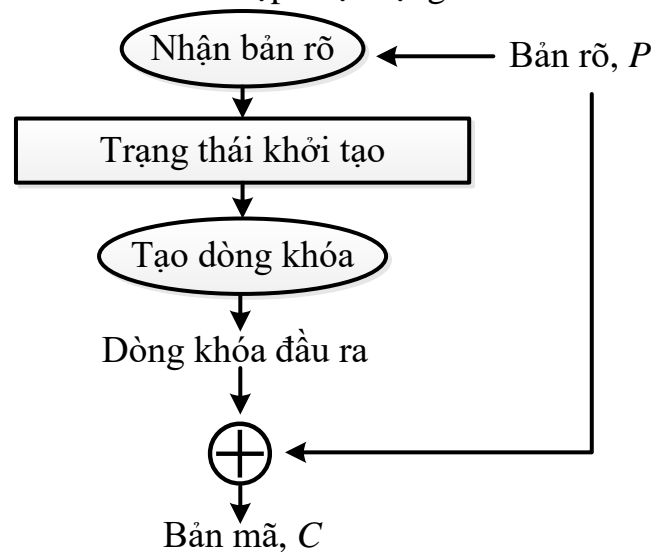 Nhận bản rõ
Bản rõ, P
Trạng thái khởi tạo
Tạo dòng khóa
Dòng khóa đầu ra
Bản mã, C